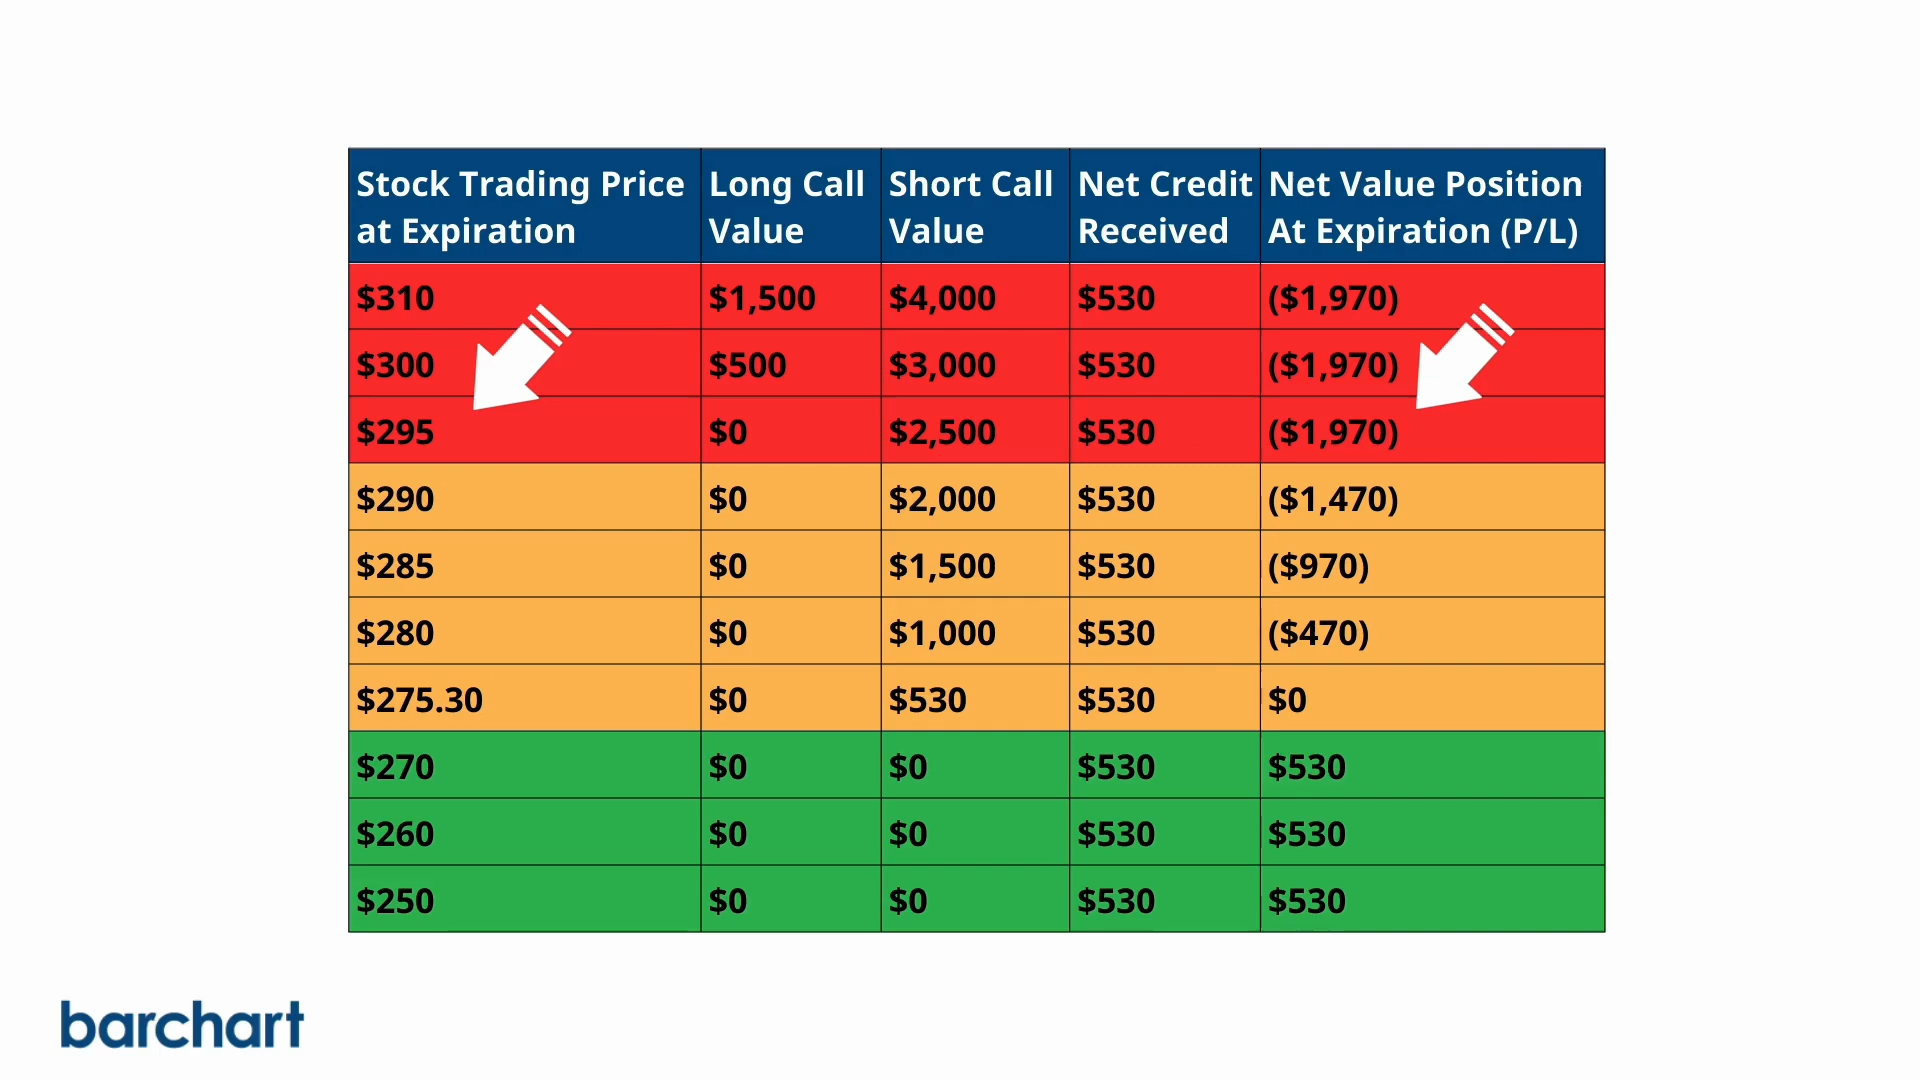 Stock Trading Price at Expiration | Long Call Value | Short Call Value | Net Credit Received | Net Value Position At Expiration (P/L)
$310 $1,500 $4,000 $530 ($1,970)
$300 $500 $3,000 $530 ($1,970)
$295 $0 $2,500 $530 ($1,970)
$290 $0 $2,000 $530 ($1,470)
$285 $0 $1,500 $530 ($970)
$280 $0 $1,000 $530 ($470)
$275.30 $0 $530 $530 $0
$270 $0 $0 $530 $530
$260 $0 $0 $530 $530
$250 $0 $0 $530 $530
barchart